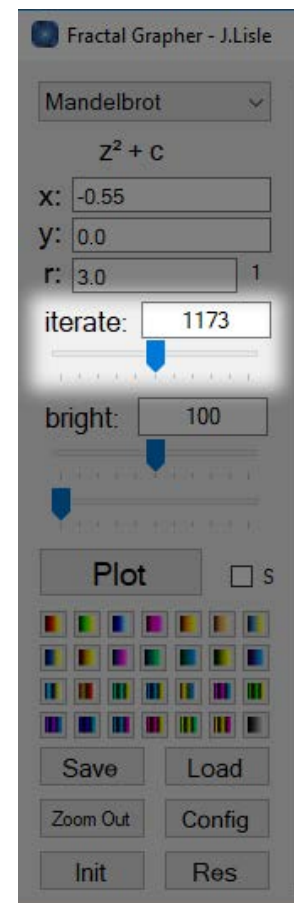 Fractal Grapher - J.Lisle
Mandelbrot
z² + c
x: -0.55
y: 0.0
r: 3.0 1
iterate: 1173
bright: 100
Plot S
Save Load
Zoom Out Config
Init Res